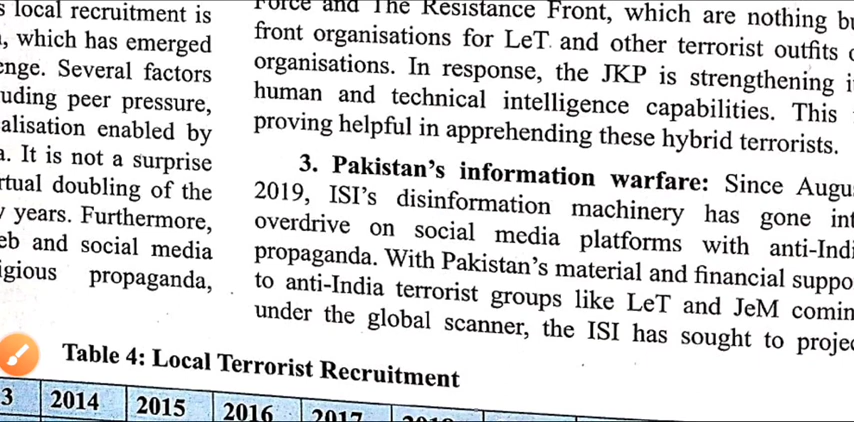 local recruitment is
, which has emerged
enge. Several factors
uding peer pressure,
alisation enabled by
. It is not a surprise
rtual doubling of the
years. Furthermore,
eb and social media
igious propaganda,
Force and The Resistance Front, which are nothing bu
front organisations for LeT and other terrorist outfits
organisations. In response, the JKP is strengthening i
human and technical intelligence capabilities. This
proving helpful in apprehending these hybrid terrorists.
3. Pakistan's information warfare: Since Augu
2019, ISI's disinformation machinery has gone int
overdrive on social media platforms with anti-Indi
propaganda. With Pakistan's material and financial suppo
to anti-India terrorist groups like LeT and JeM comin
under the global scanner, the ISI has sought to projec
Table 4: Local Terrorist Recruitment
3 2014 2015 2016 2017